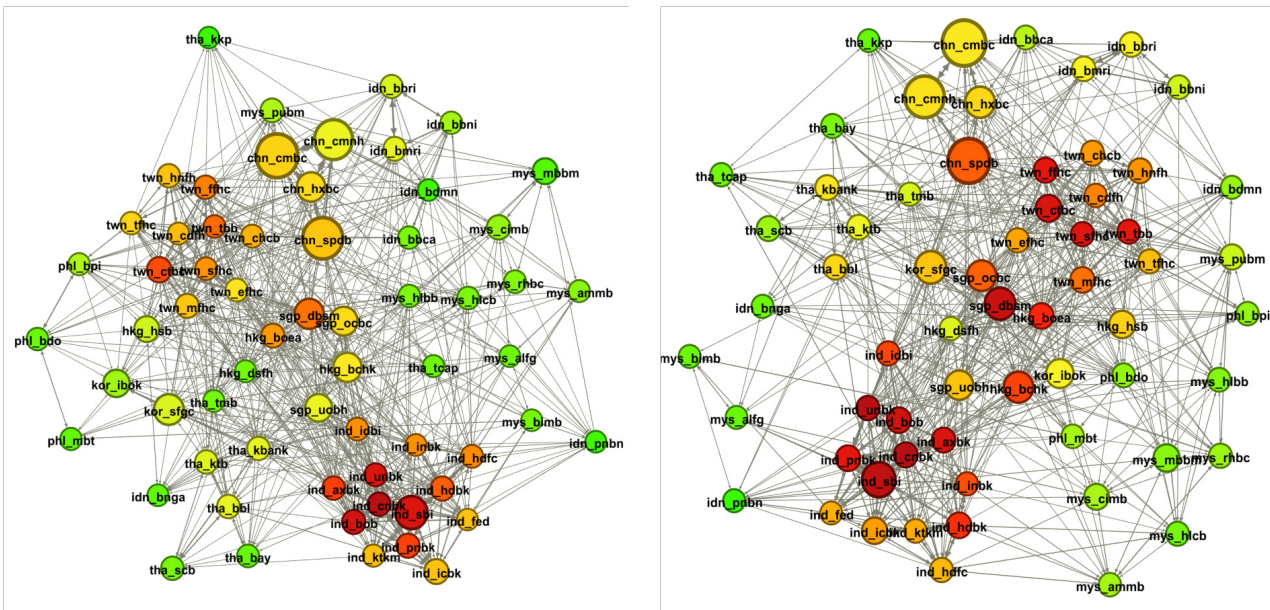 tha_kkp
idn_bbri
mys_pubm
idn_bbni
chn_cmnh
chn_cmbc
idn_bmri
mys_mbbm
twn_hnfh
twn_ffhc
chn_hxbc
idn_bdmn
twn_tfhc
twn_tbb
twn_cdfh
twn_chcb
chn_spdb
idn_bbca
mys_cimb
phl_bpi
twn_ctbc
twn_sfhc
mys_rhbc
twn_efhc
mys_hlbb
mys_hlcb
mys_ammb
twn_mfhc
sgp_dbsm
sgp_ocbc
hkg_hsb
hkg_boea
phl_bdo
mys_alfg
hkg_dsfh
hkg_bchk
tha_tcap
kor_ibok
kor_sfgc
tha_tmb
sgp_uobh
mys_bimb
ind_idbi
phl_mbt
tha_kbank
ind_inbk
idn_pnbn
tha_ktb
ind_hdfc
ind_unbk
idn_bnga
ind_axbk
ind_hdbk
tha_bbl
ind_cnbk
ind_sbi
ind_bob
ind_fed
ind_pnbk
tha_scb
tha_bay
ind_ktkm
ind_icbk
tha_kkp
chn_cmbc
idn_bbca
idn_bbri
idn_bmri
chn_cmnh
chn_hxbc
idn_bbni
tha_bay
chn_spdb
twn_chcb
tha_tcap
twn_ffhc
twn_hnfh
tha_kbank
tha_tmb
twn_cdfh
idn_bdmn
twn_ctbc
tha_scb
tha_ktb
twn_sfhc
twn_tbb
twn_efhc
tha_bbl
kor_sfgc
sgp_ocbc
twn_tfhc
mys_pubm
twn_mfhc
idn_bnga
sgp_dbsm
hkg_boea
phl_bpi
hkg_dsfh
hkg_hsb
mys_bimb
ind_idbi
sgp_uobh
hkg_bchk
kor_ibok
phl_bdo
mys_hlbb
mys_alfg
ind_unbk
ind_bob
ind_axbk
phl_mbt
ind_pnbk
ind_cnbk
mys_mbbm
mys_rhbc
ind_sbi
ind_inbk
idn_pnbn
mys_cimb
ind_fed
ind_icbk
ind_ktkm
ind_hdbk
mys_hlcb
ind_hdfc
mys_ammb